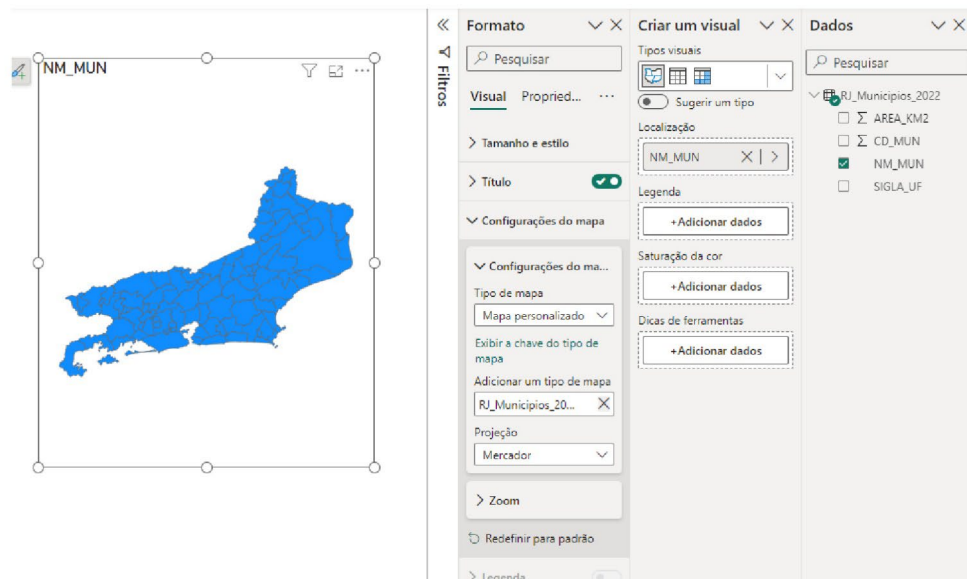 NM_MUN
Filtros
Formato
Pesquisar
Visual Propried... ...
Tamanho e estilo
Título
Configurações do mapa
Configurações do ma...
Tipo de mapa
Mapa personalizado
Exibir a chave do tipo de
mapa
Adicionar um tipo de mapa
RJ_Municipios_20...
Projeção
Mercador
Zoom
Redefinir para padrão
Legenda
Criar um visual
Tipos visuais
Sugerir um tipo
Localização
NM_MUN
Legenda
+Adicionar dados
Saturação da cor
+Adicionar dados
Dicas de ferramentas
+Adicionar dados
Dados
Pesquisar
RJ_Municipios_2022
Σ AREA_KM2
Σ CD_MUN
NM_MUN
SIGLA_UF